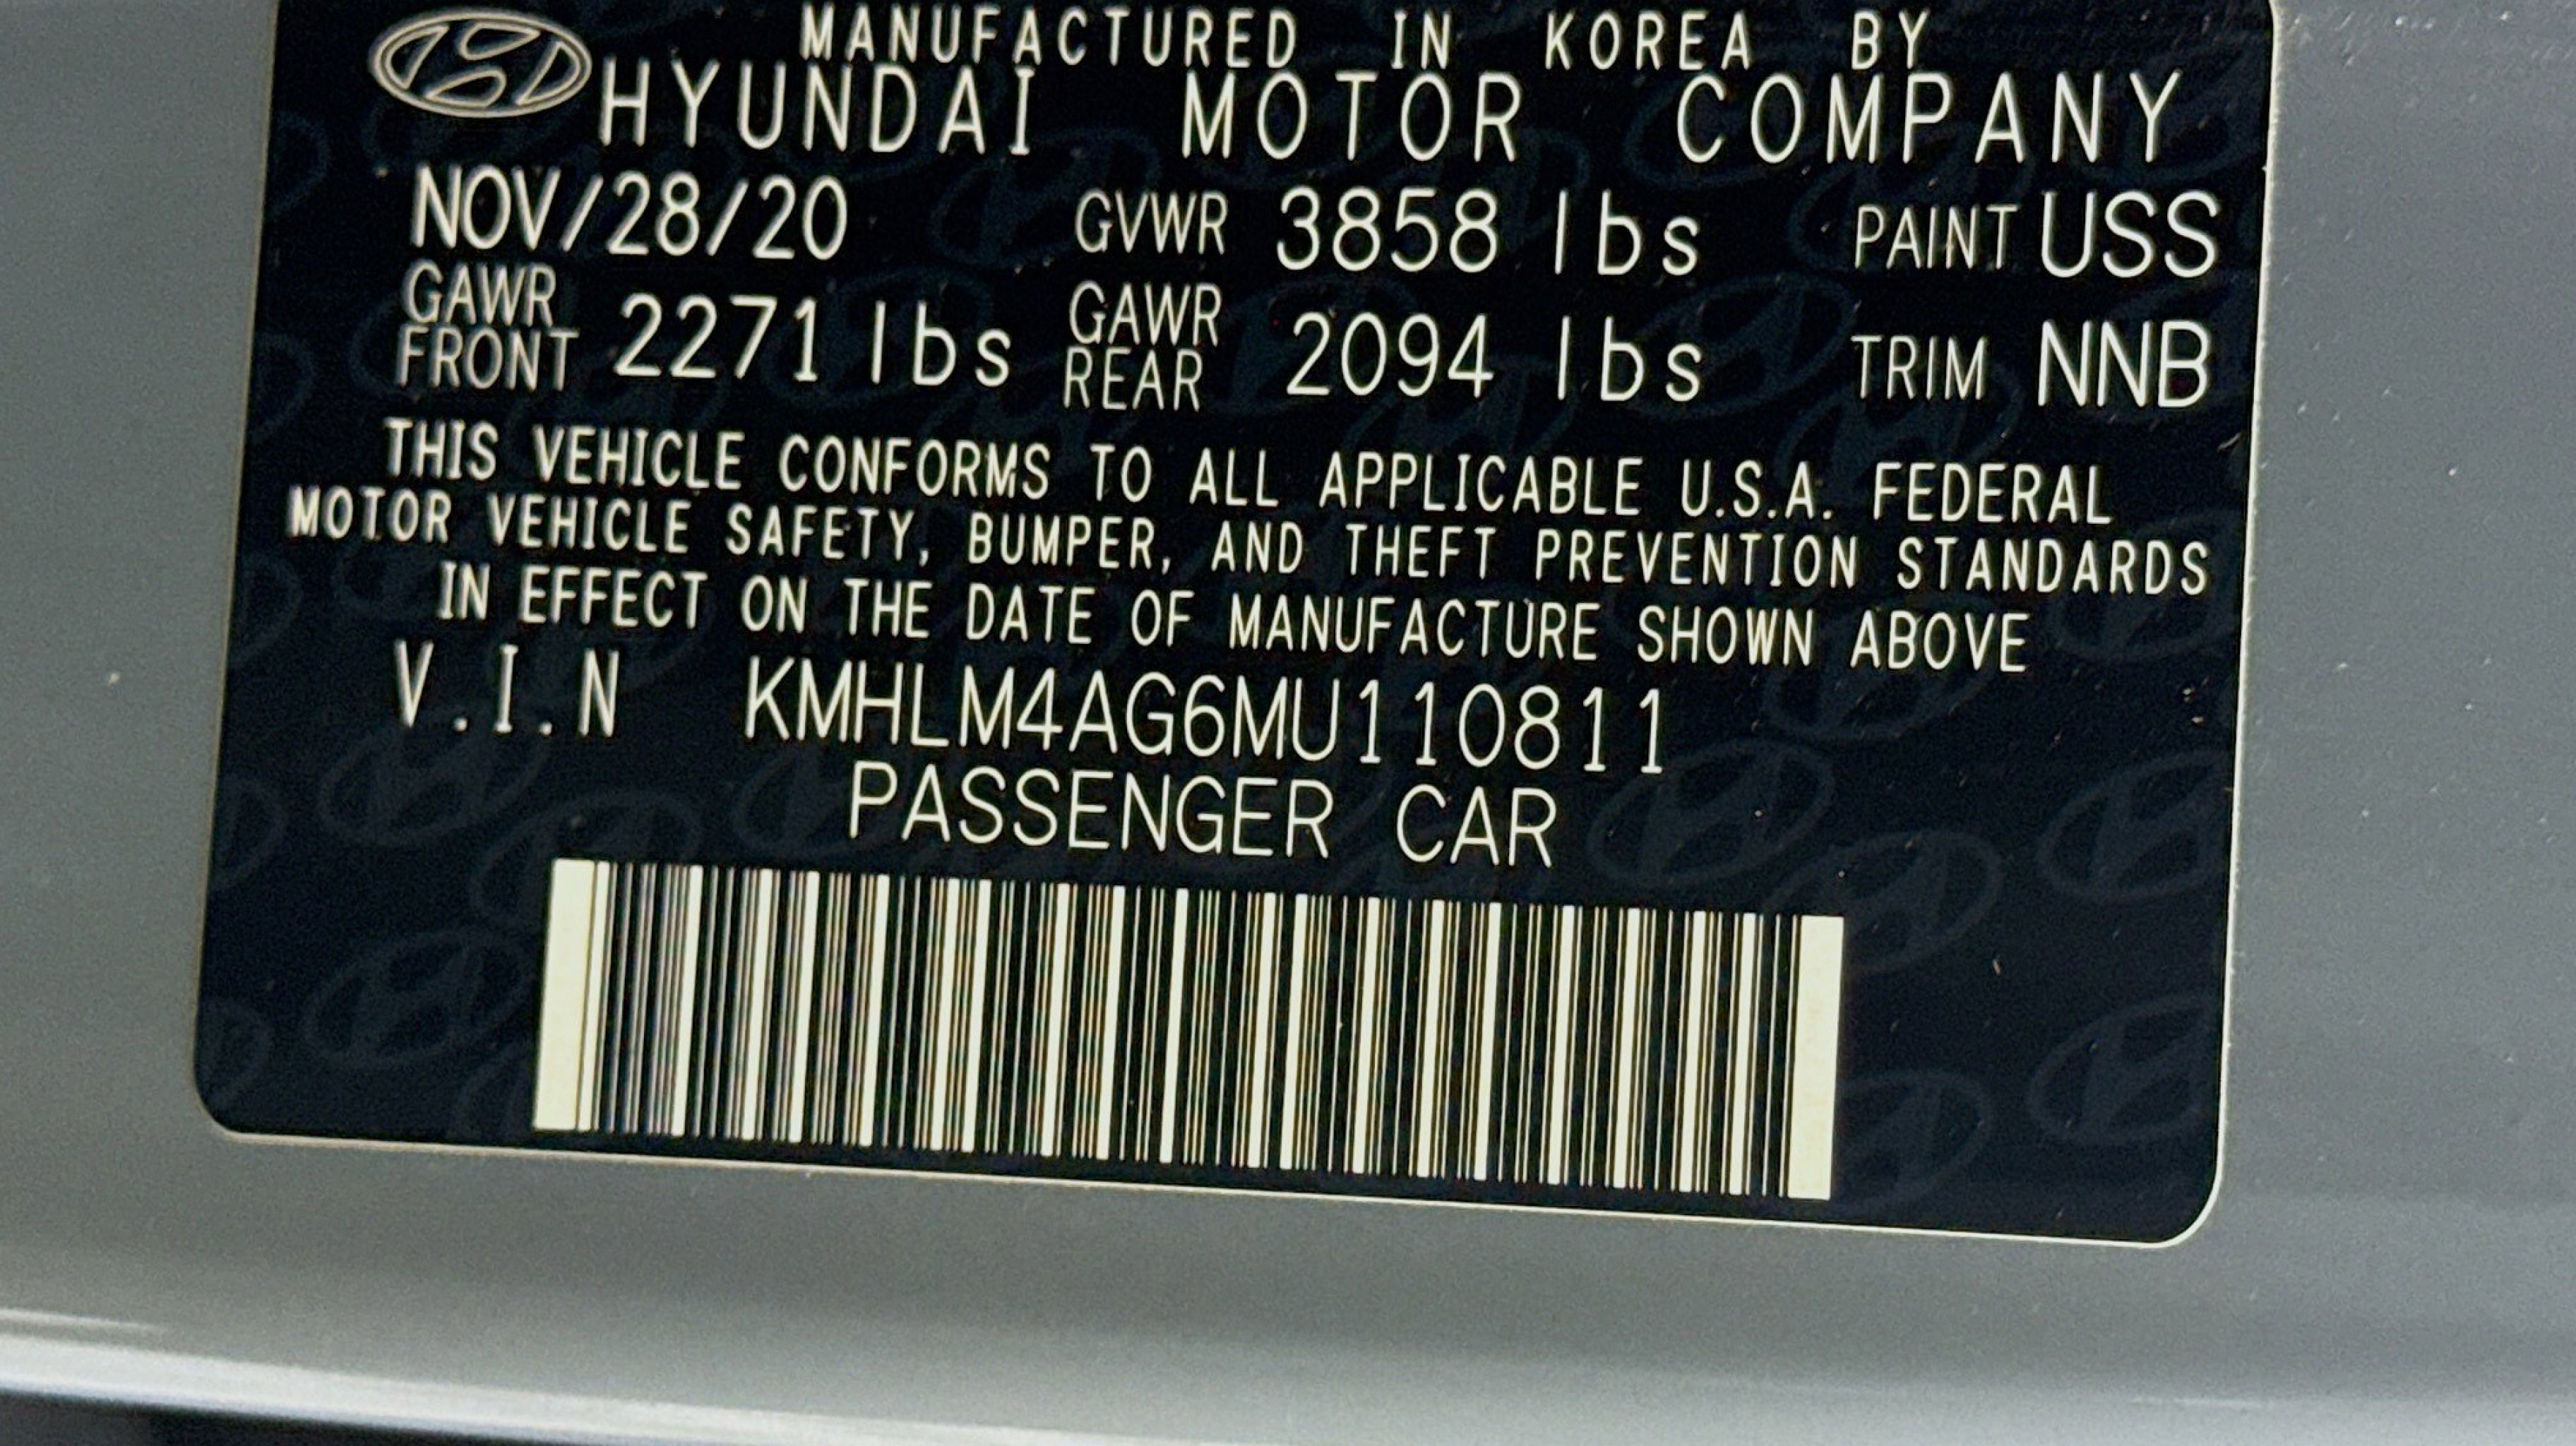 MANUFACTURED IN KOREA BY
HYUNDAI MOTOR COMPANY
NOV/28/20 GVWR 3858 lbs PAINT USS
GAWR FRONT 2271 lbs GAWR REAR 2094 lbs TRIM NNB
THIS VEHICLE CONFORMS TO ALL APPLICABLE U.S.A. FEDERAL
MOTOR VEHICLE SAFETY, BUMPER, AND THEFT PREVENTION STANDARDS
IN EFFECT ON THE DATE OF MANUFACTURE SHOWN ABOVE
V.I.N KMHLM4AG6MU110811
PASSENGER CAR